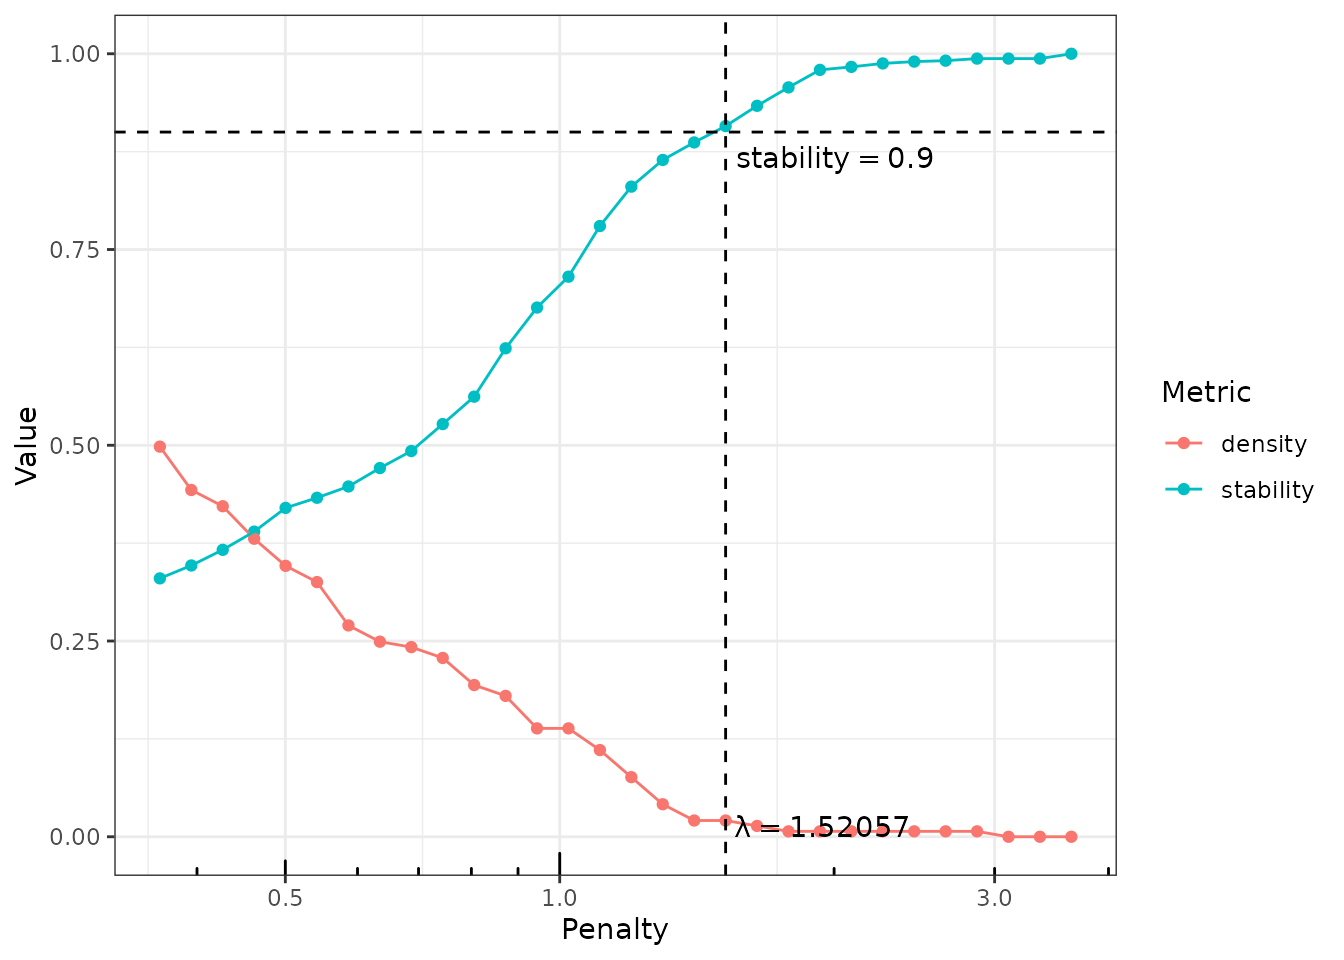 1.00
0.75
0.50
0.25
0.00
Value
stability = 0.9
λ = 1.52057
0.5
1.0
3.0
Penalty
Metric
density
stability